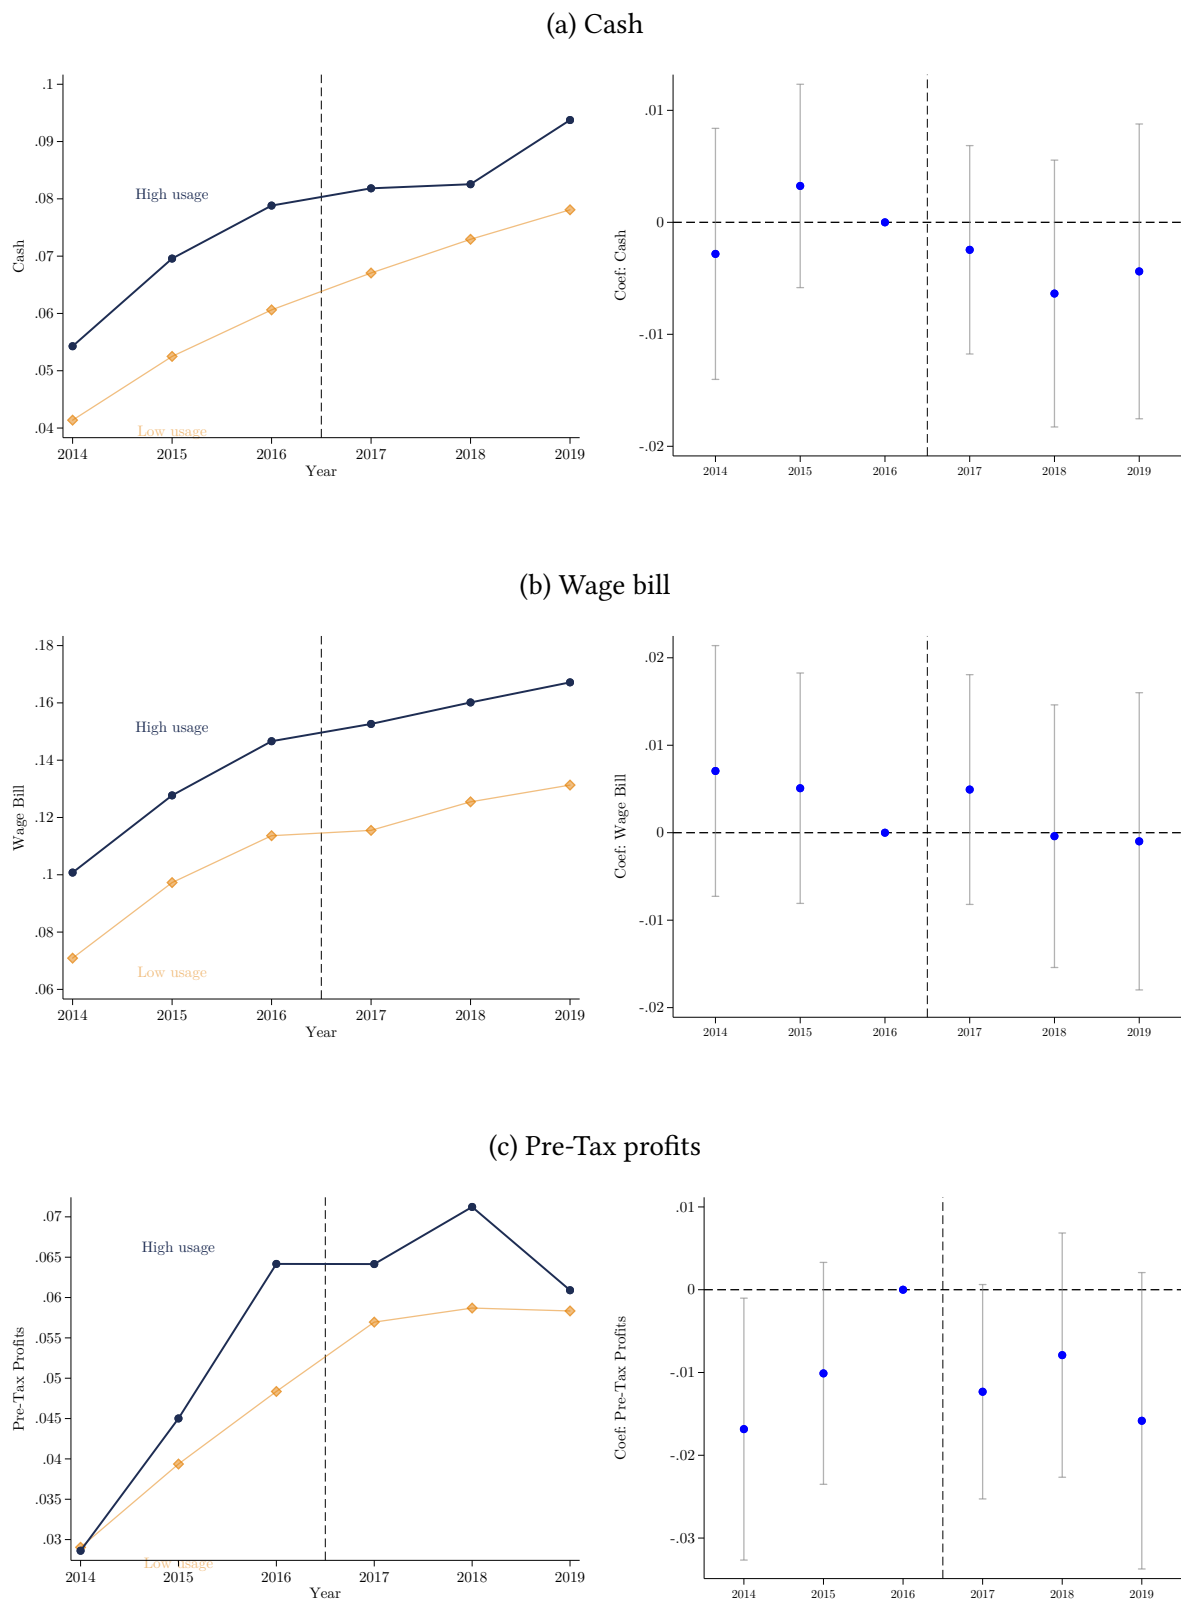 (a) Cash
.1
.09
.08
.07
.06
.05
.04
Cash
High usage
Low usage
2014 2015 2016 2017 2018 2019
Year
.01
0
-.01
-.02
Coef: Cash
2014 2015 2016 2017 2018 2019
(b) Wage bill
.18
.16
.14
.12
.1
.08
.06
Wage Bill
High usage
Low usage
2014 2015 2016 2017 2018 2019
Year
.02
.01
0
-.01
-.02
Coef: Wage Bill
2014 2015 2016 2017 2018 2019
(c) Pre-Tax profits
.07
.065
.06
.055
.05
.045
.04
.035
.03
Pre-Tax Profits
High usage
Low usage
2014 2015 2016 2017 2018 2019
Year
.01
0
-.01
-.02
-.03
Coef: Pre-Tax Profits
2014 2015 2016 2017 2018 2019